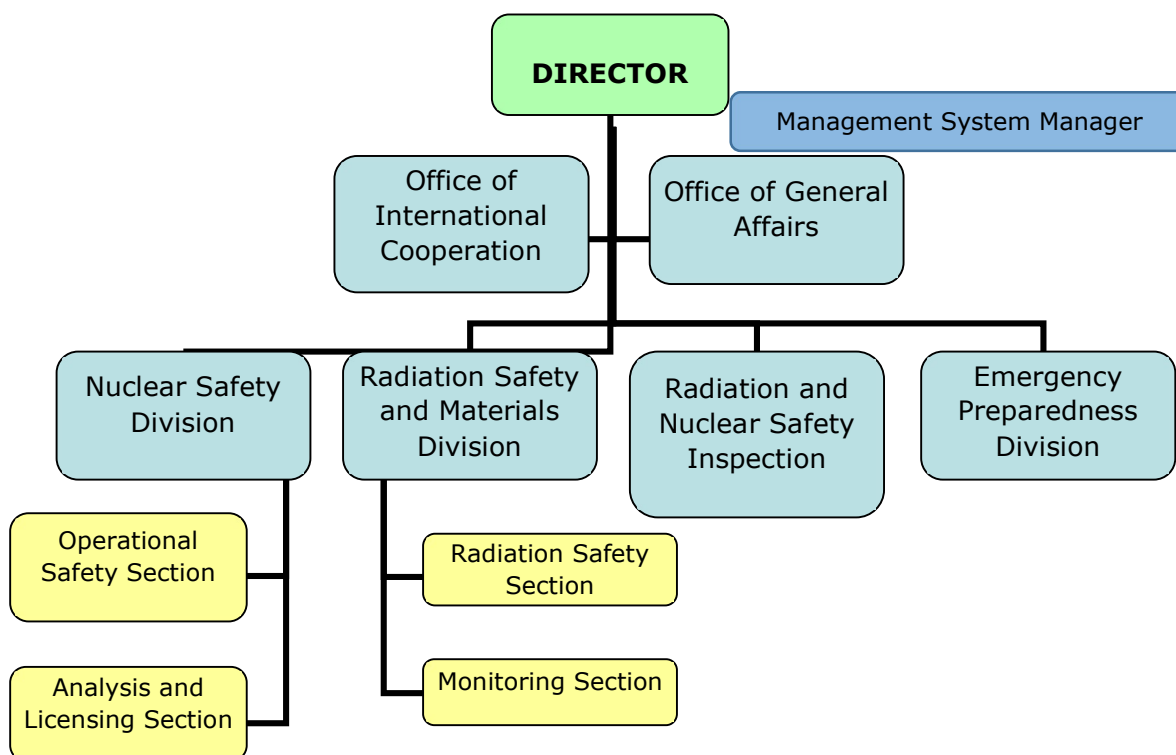 DIRECTOR
Management System Manager
Office of
International
Cooperation
Office of General
Affairs
Nuclear Safety
Division
Radiation Safety
and Materials
Division
Radiation and
Nuclear Safety
Inspection
Emergency
Preparedness
Division
Operational
Safety Section
Radiation Safety
Section
Analysis and
Licensing Section
Monitoring Section